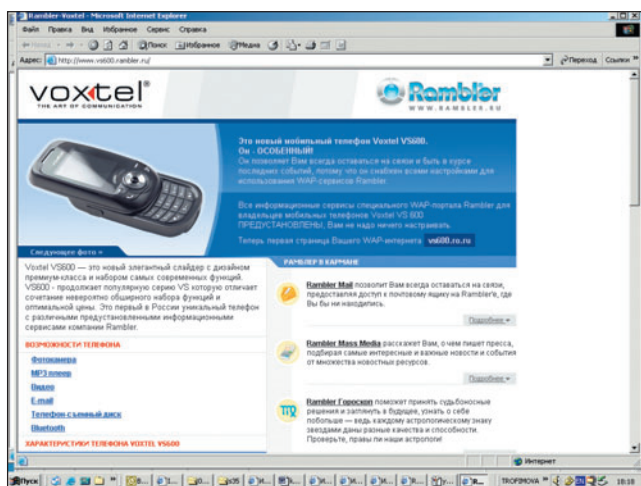 Rambler-Voxtel - Microsoft Internet Explorer
Файл Правка Вид Избранное Сервис Справка
Назад Поиск Избранное Медиа
Адрес: http://www.vs600.rambler.ru/ Переход Ссылки »
voxtel®
THE ART OF COMMUNICATION
Rambler
WWW.RAMBLER.RU
Это новый мобильный телефон Voxtel VS600.
Он - ОСОБЕННЫЙ!
Он позволяет Вам всегда оставаться на связи и быть в курсе
последних событий, потому что он снабжен всеми настройками для
использования WAP-сервисов Rambler.
Все информационные сервисы специального WAP-портала Rambler для
владельцев мобильных телефонов Voxtel VS 600
ПРЕДУСТАНОВЛЕНЫ, Вам не надо ничего настраивать.
Теперь первая страница Вашего WAP-интернета vs600.ro.ru
Следующее фото »
Voxtel VS600 — это новый элегантный слайдер с дизайном
премиум-класса и набором самых современных функций.
VS600 - продолжает популярную серию VS которую отличает
сочетание невероятно обширного набора функций и
оптимальной цены. Это первый в России уникальный телефон
с различными предустановленными информационными
сервисами компании Rambler.
ВОЗМОЖНОСТИ ТЕЛЕФОНА
Фотокамера
MP3 плеер
Видео
E-mail
Телефон-съемный диск
Bluetooth
ХАРАКТЕРИСТИКИ ТЕЛЕФОНА VOXTEL VS600
РАМБЛЕР В КАРМАНЕ
Rambler Mail позволит Вам всегда оставаться на связи,
предоставляя доступ к почтовому ящику на Rambler'е, где
Вы бы ни находились.
Подробнее
Rambler Mass Media расскажет Вам, о чем пишет пресса,
подбирая самые интересные и важные новости и события
от множества новостных ресурсов.
Подробнее
Rambler Гороскоп поможет принять судьбоносные
решения и заглянуть в будущее, узнать о себе
побольше — ведь каждому астрологическому знаку
звездами даны разные качества и способности.
Проверьте, правы ли наши астрологи!
Интернет
Пуск TROFIMOVA » 18:18